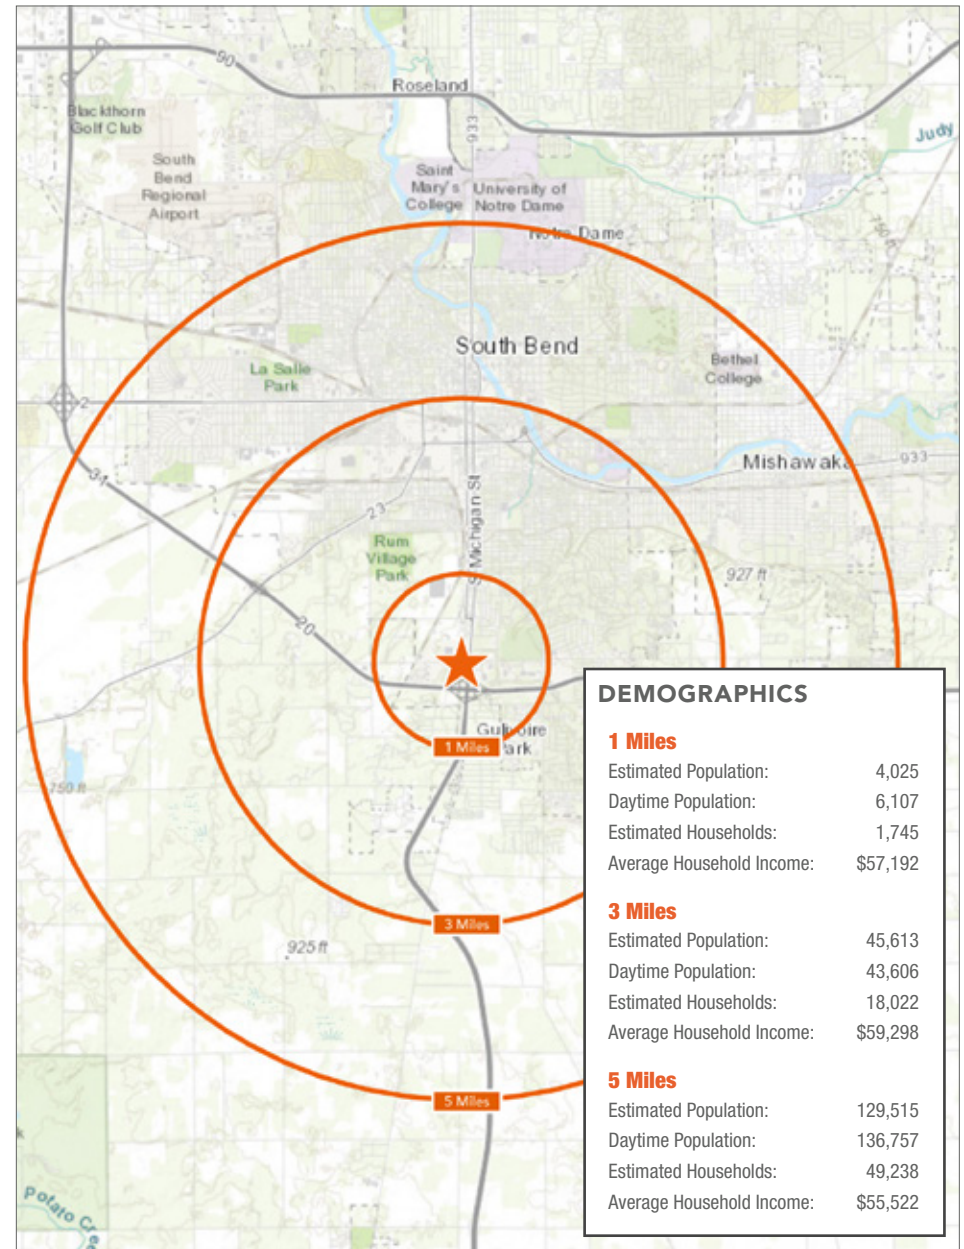 90
Roseland
933
Blackthorn
Golf Club
Judy
South
Bend
Regional
Airport
Saint
Mary's
College
University of
Notre Dame
Notre Dame
750 ft
South Bend
La Salle
Park
Bethel
College
2
Mishawaka
933
31
23
S Michigan St
Rum
Village
Park
927 ft
20
1 Miles
750 ft
3 Miles
925 ft
5 Miles
Potato Cree
DEMOGRAPHICS
1 Miles
Estimated Population: 4,025
Daytime Population: 6,107
Estimated Households: 1,745
Average Household Income: $57,192
3 Miles
Estimated Population: 45,613
Daytime Population: 43,606
Estimated Households: 18,022
Average Household Income: $59,298
5 Miles
Estimated Population: 129,515
Daytime Population: 136,757
Estimated Households: 49,238
Average Household Income: $55,522